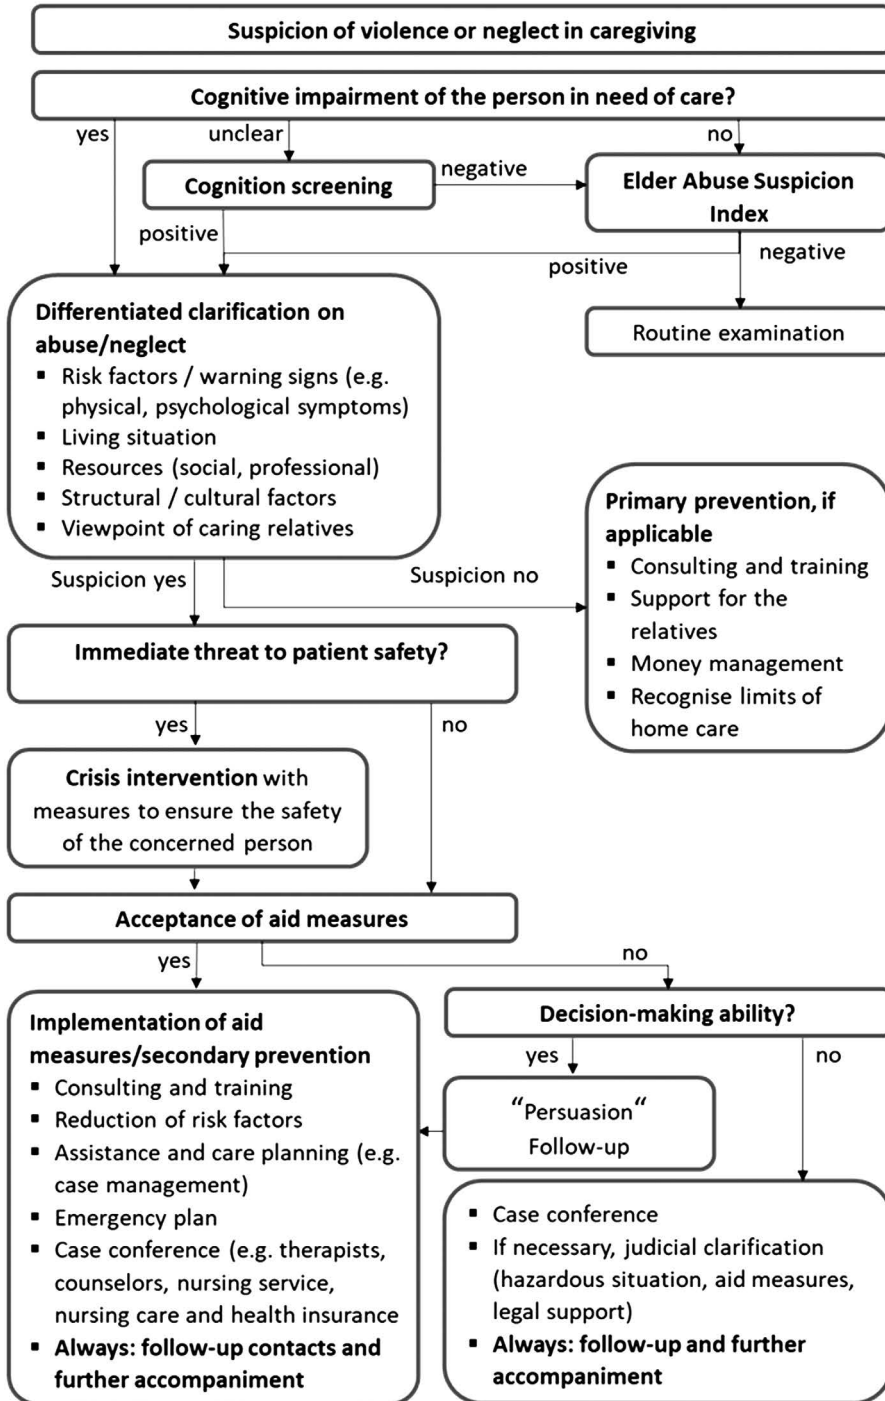 Suspicion of violence or neglect in caregiving
Cognitive impairment of the person in need of care?
yes
unclear
no
Cognition screening
negative
Elder Abuse Suspicion
Index
positive
positive
negative
Differentiated clarification on
abuse/neglect
▪ Risk factors / warning signs (e.g.
physical, psychological symptoms)
▪ Living situation
▪ Resources (social, professional)
▪ Structural / cultural factors
▪ Viewpoint of caring relatives
Routine examination
Primary prevention, if
applicable
▪ Consulting and training
▪ Support for the
relatives
▪ Money management
▪ Recognise limits of
home care
Suspicion yes
Suspicion no
Immediate threat to patient safety?
yes
no
Crisis intervention with
measures to ensure the safety
of the concerned person
Acceptance of aid measures
yes
no
Implementation of aid
measures/secondary prevention
▪ Consulting and training
▪ Reduction of risk factors
▪ Assistance and care planning (e.g.
case management)
▪ Emergency plan
▪ Case conference (e.g. therapists,
counselors, nursing service,
nursing care and health insurance
▪ Always: follow-up contacts and
further accompaniment
Decision-making ability?
yes
no
“Persuasion“
Follow-up
▪ Case conference
▪ If necessary, judicial clarification
(hazardous situation, aid measures,
legal support)
▪ Always: follow-up and further
accompaniment